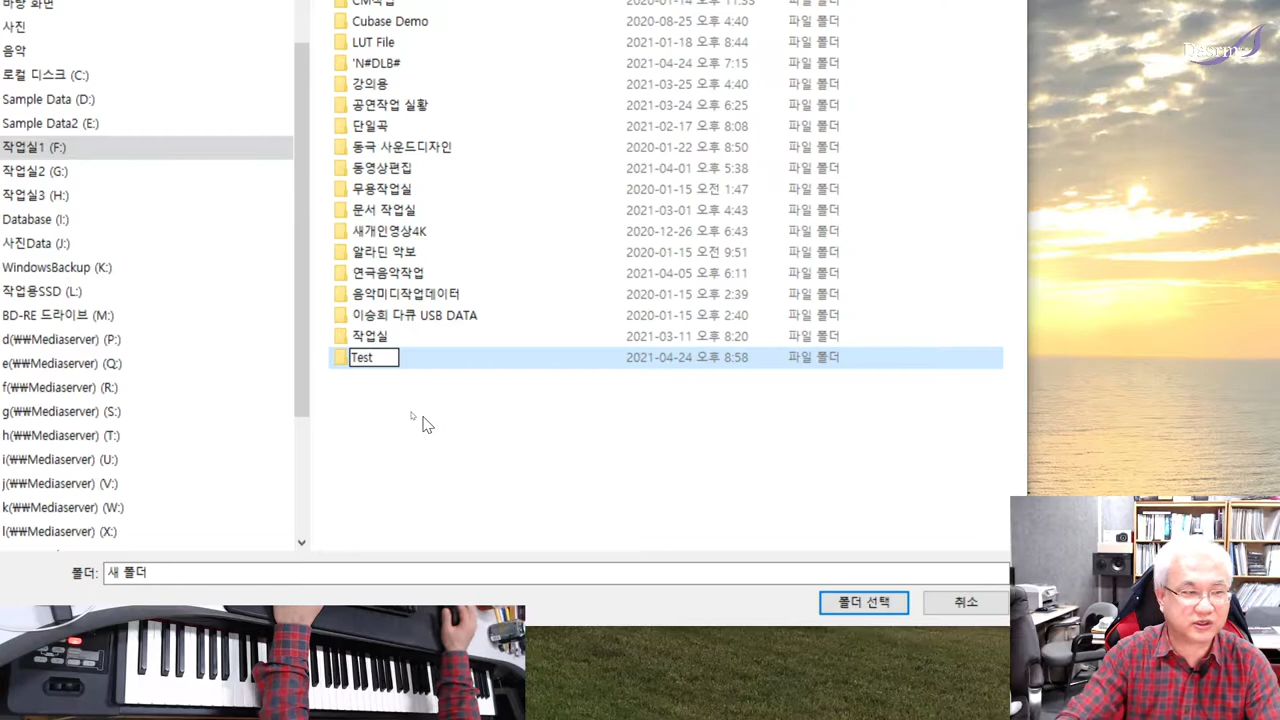 바탕 화면
사진
음악
로컬 디스크 (C:)
Sample Data (D:)
Sample Data2 (E:)
작업실1 (F:)
작업실2 (G:)
작업실3 (H:)
Database (I:)
사진Data (J:)
WindowsBackup (K:)
작업용SSD (L:)
BD-RE 드라이브 (M:)
d(₩₩Mediaserver) (P:)
e(₩₩Mediaserver) (Q:)
f(₩₩Mediaserver) (R:)
g(₩₩Mediaserver) (S:)
h(₩₩Mediaserver) (T:)
i(₩₩Mediaserver) (U:)
j(₩₩Mediaserver) (V:)
k(₩₩Mediaserver) (W:)
l(₩₩Mediaserver) (X:)
CM작업 2020-01-14 오후 11:33 파일 폴더
Cubase Demo 2020-08-25 오후 4:40 파일 폴더
LUT File 2021-01-18 오후 8:44 파일 폴더
'N#DLB# 2021-04-24 오후 7:15 파일 폴더
강의용 2021-03-25 오후 4:40 파일 폴더
공연작업 실황 2021-03-24 오후 6:25 파일 폴더
단일곡 2021-02-17 오후 8:08 파일 폴더
동국 사운드디자인 2020-01-22 오후 8:50 파일 폴더
동영상편집 2021-04-01 오후 5:38 파일 폴더
무용작업실 2020-01-15 오전 1:47 파일 폴더
문서 작업실 2021-03-01 오후 4:43 파일 폴더
새개인영상4K 2020-12-26 오후 6:43 파일 폴더
알라딘 악보 2020-01-15 오전 9:51 파일 폴더
연극음악작업 2021-04-05 오후 6:11 파일 폴더
음악미디작업데이터 2020-01-15 오후 2:39 파일 폴더
이승희 다큐 USB DATA 2020-01-15 오후 2:40 파일 폴더
작업실 2021-03-11 오후 8:20 파일 폴더
Test 2021-04-24 오후 8:58 파일 폴더
폴더: 새 폴더
폴더 선택 취소